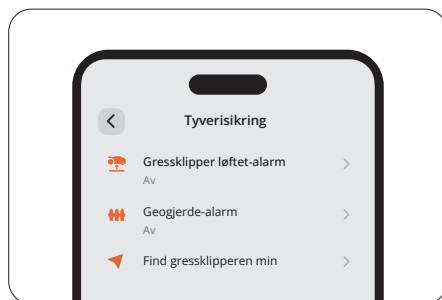 Tyverisikring
Gressklipper løftet-alarm
Av
Geogjerde-alarm
Av
Find gressklipperen min